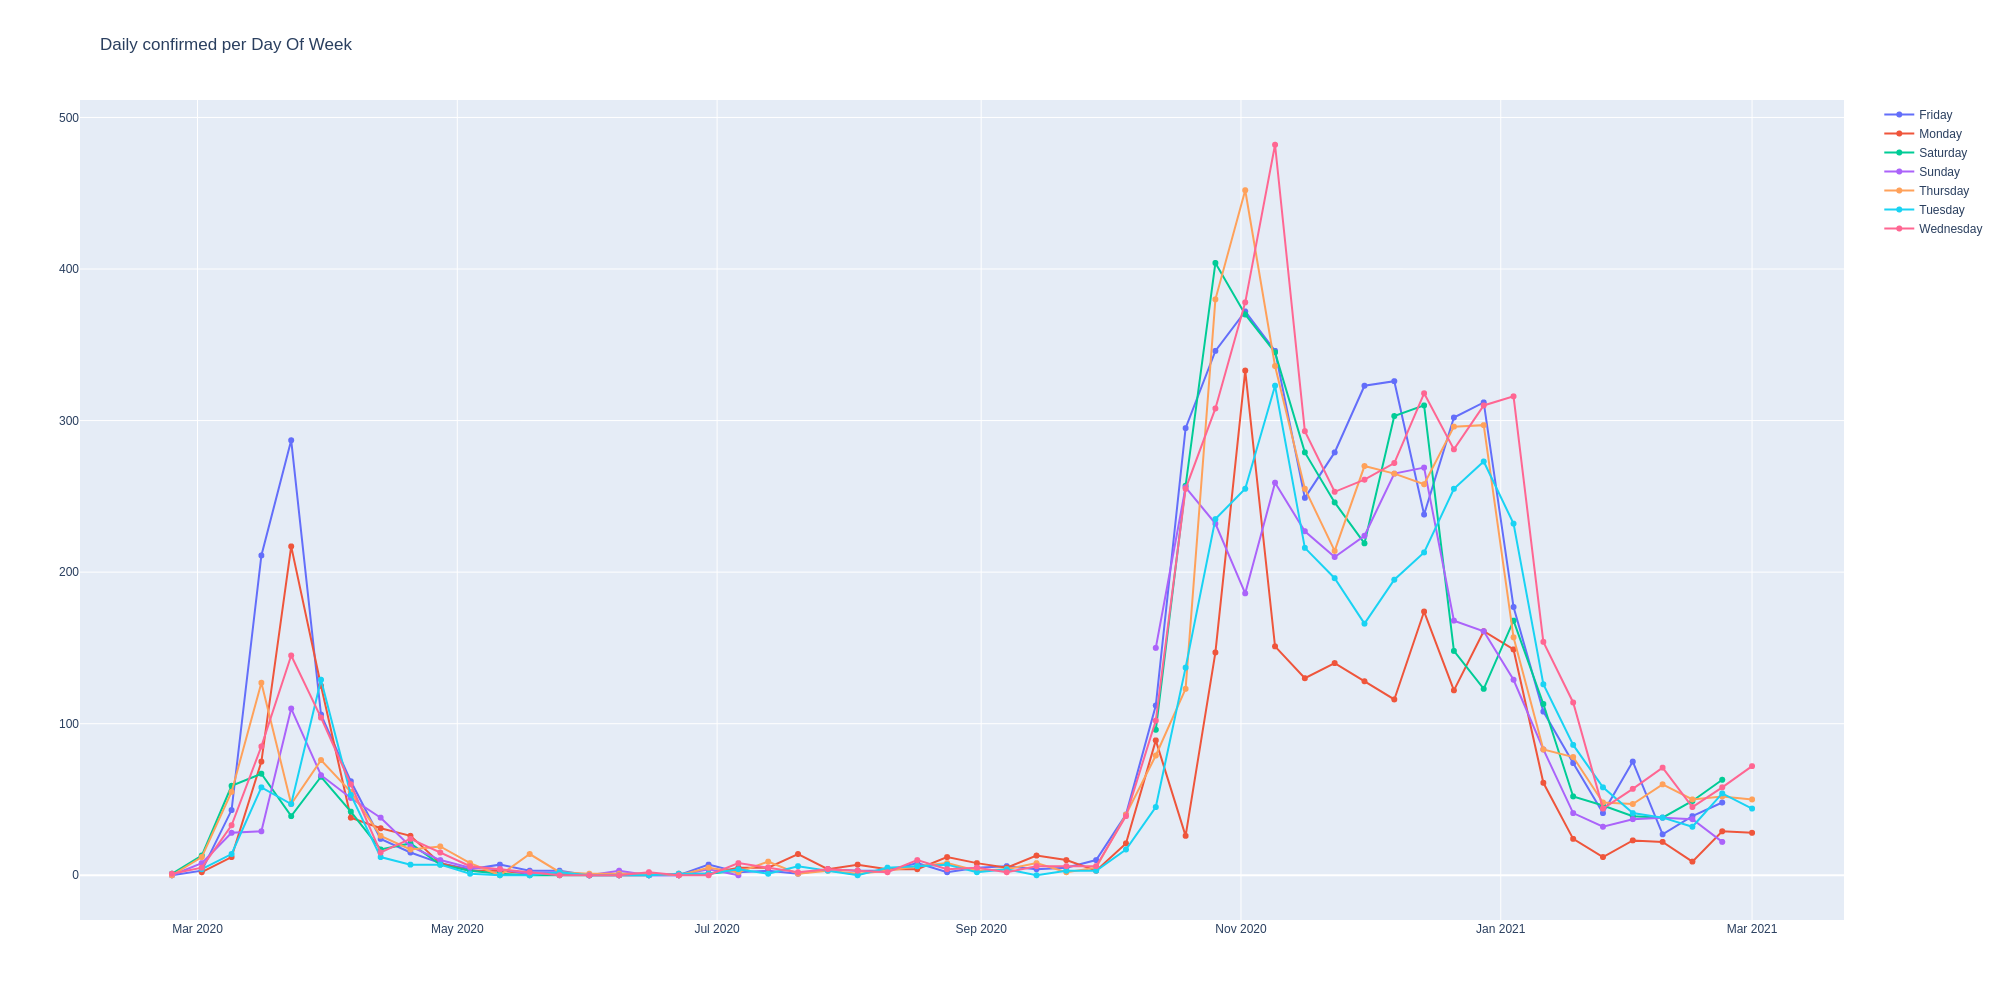 Daily confirmed per Day Of Week
500
400
300
200
100
0
Mar 2020
May 2020
Jul 2020
Sep 2020
Nov 2020
Jan 2021
Mar 2021
Friday
Monday
Saturday
Sunday
Thursday
Tuesday
Wednesday